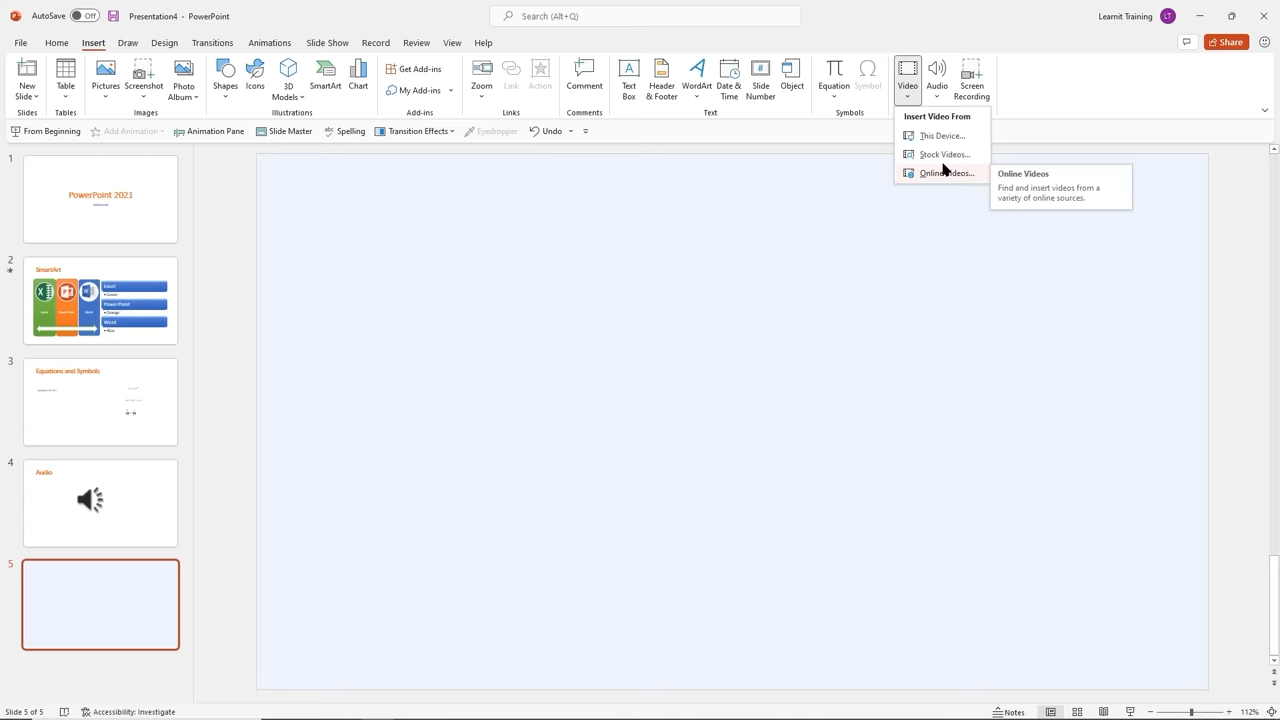 AutoSave Off Presentation4 - PowerPoint Search (Alt+Q) Learnit Training LT
File Home Insert Draw Design Transitions Animations Slide Show Record Review View Help Share
New Slide Table Pictures Screenshot Photo Album Shapes Icons 3D Models SmartArt Chart Get Add-ins My Add-ins Zoom Link Action Comment Text Box Header & Footer WordArt Date & Time Slide Number Object Equation Symbol Video Audio Screen Recording
Slides Tables Images Illustrations Add-ins Links Comments Text Symbols
From Beginning Add Animation Animation Pane Slide Master Spelling Transition Effects Eyedropper Undo
Insert Video From
This Device...
Stock Videos...
Online Videos...
Online Videos
Find and insert videos from a
variety of online sources.
1
PowerPoint 2021
2
SmartArt
Excel
PowerPoint
Orange
Word
Blue
3
Equations and Symbols
4
Audio
5
Slide 5 of 5 Accessibility: Investigate Notes 112%